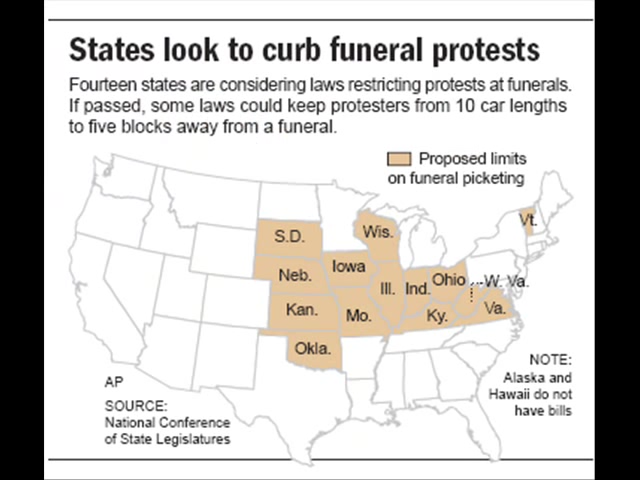 States look to curb funeral protests
Fourteen states are considering laws restricting protests at funerals.
If passed, some laws could keep protesters from 10 car lengths
to five blocks away from a funeral.
Proposed limits
on funeral picketing
Vt.
S.D.
Wis.
Neb.
Iowa
Ill.
Ind.
Ohio
W. Va.
Kan.
Mo.
Ky.
Va.
Okla.
AP
SOURCE:
National Conference
of State Legislatures
NOTE:
Alaska and
Hawaii do not
have bills